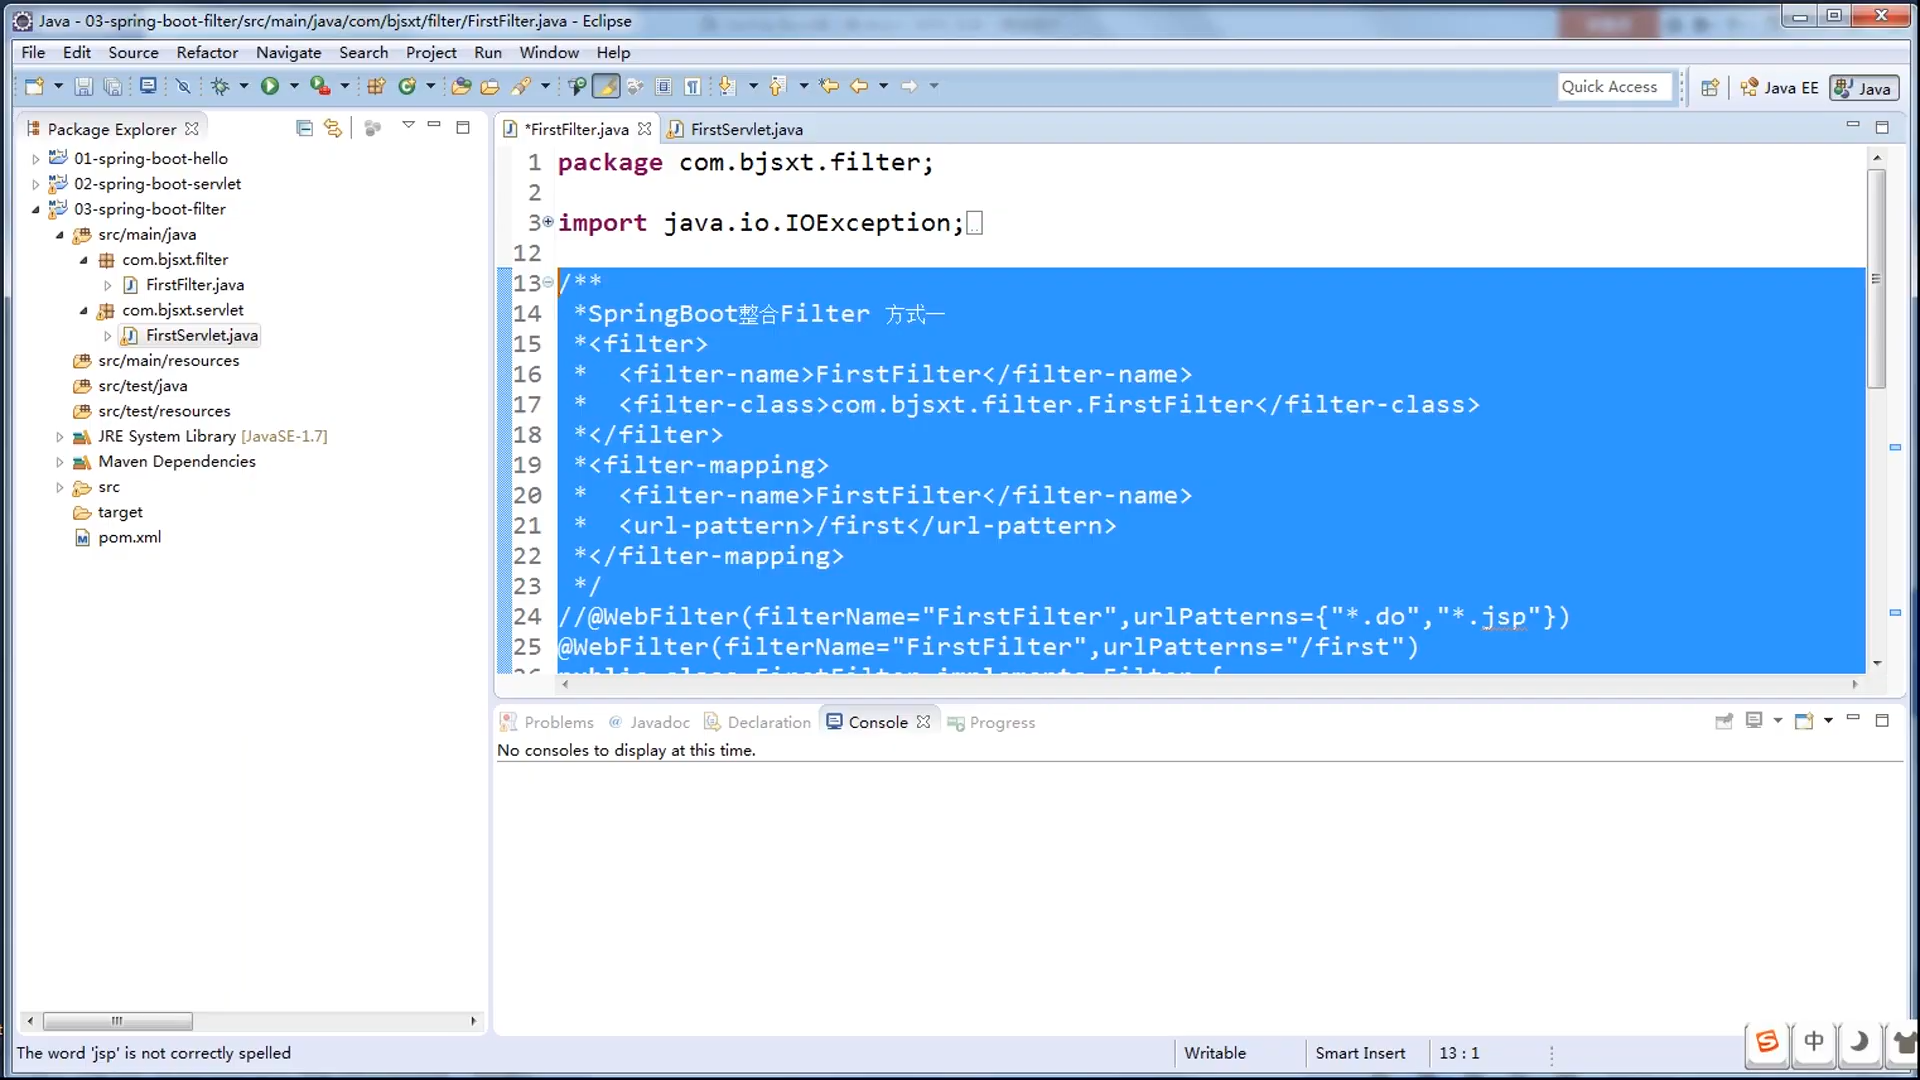 Java - 03-spring-boot-filter/src/main/java/com/bjsxt/filter/FirstFilter.java - Eclipse
File Edit Source Refactor Navigate Search Project Run Window Help
Quick Access Java EE Java
Package Explorer
01-spring-boot-hello
02-spring-boot-servlet
03-spring-boot-filter
src/main/java
com.bjsxt.filter
FirstFilter.java
com.bjsxt.servlet
FirstServlet.java
src/main/resources
src/test/java
src/test/resources
JRE System Library [JavaSE-1.7]
Maven Dependencies
src
target
pom.xml
*FirstFilter.java FirstServlet.java
1 package com.bjsxt.filter;
2
3 import java.io.IOException;
12
13 /**
14 *SpringBoot整合Filter 方式一
15 *<filter>
16 * <filter-name>FirstFilter</filter-name>
17 * <filter-class>com.bjsxt.filter.FirstFilter</filter-class>
18 *</filter>
19 *<filter-mapping>
20 * <filter-name>FirstFilter</filter-name>
21 * <url-pattern>/first</url-pattern>
22 *</filter-mapping>
23 */
24 //@WebFilter(filterName="FirstFilter",urlPatterns={"*.do","*.jsp"})
25 @WebFilter(filterName="FirstFilter",urlPatterns="/first")
26 public class FirstFilter implements Filter {
Problems @ Javadoc Declaration Console Progress
No consoles to display at this time.
The word 'jsp' is not correctly spelled
Writable Smart Insert 13 : 1
中